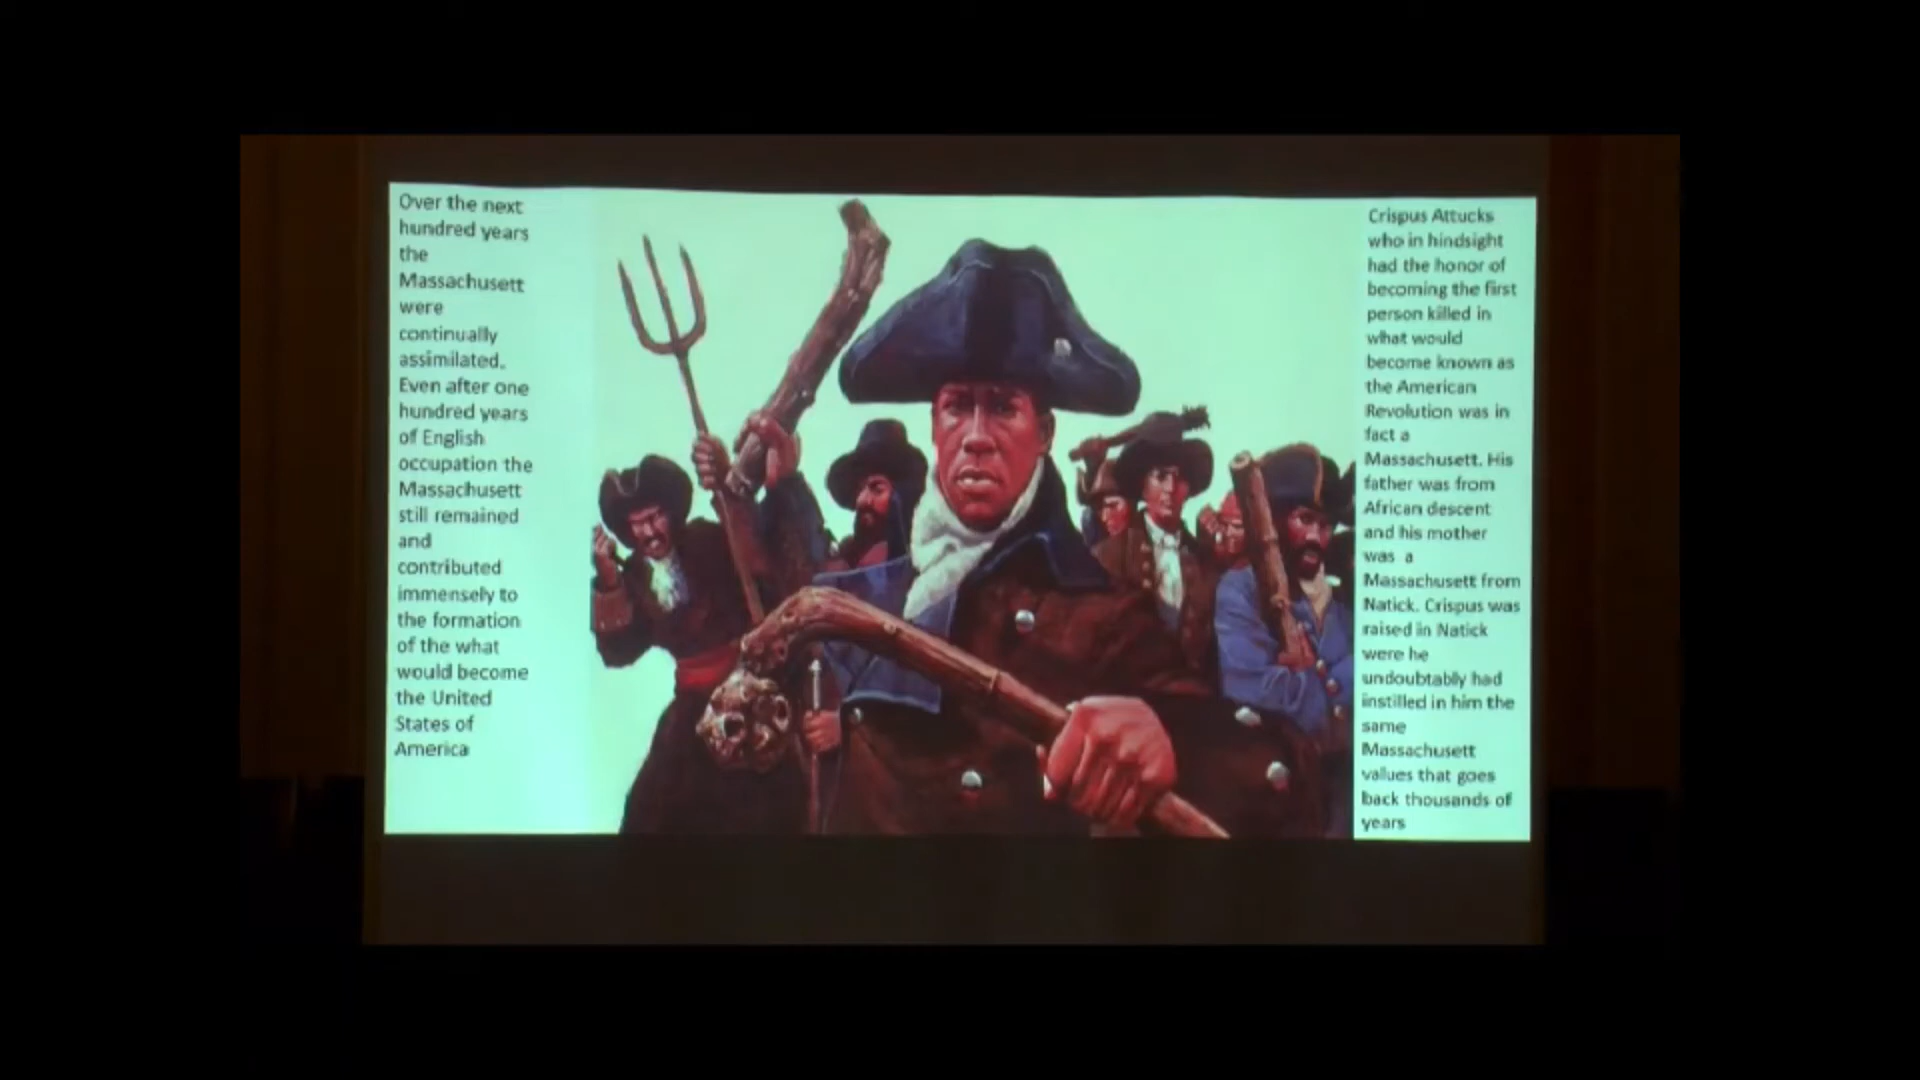 Over the next
hundred years
the
Massachusett
were
continually
assimilated.
Even after one
hundred years
of English
occupation the
Massachusett
still remained
and
contributed
immensely to
the formation
of the what
would become
the United
States of
America
Crispus Attucks
who in hindsight
had the honor of
becoming the first
person killed in
what would
become known as
the American
Revolution was in
fact a
Massachusett. His
father was from
African descent
and his mother
was a
Massachusett from
Natick. Crispus was
raised in Natick
were he
undoubtably had
instilled in him the
same
Massachusett
values that goes
back thousands of
years